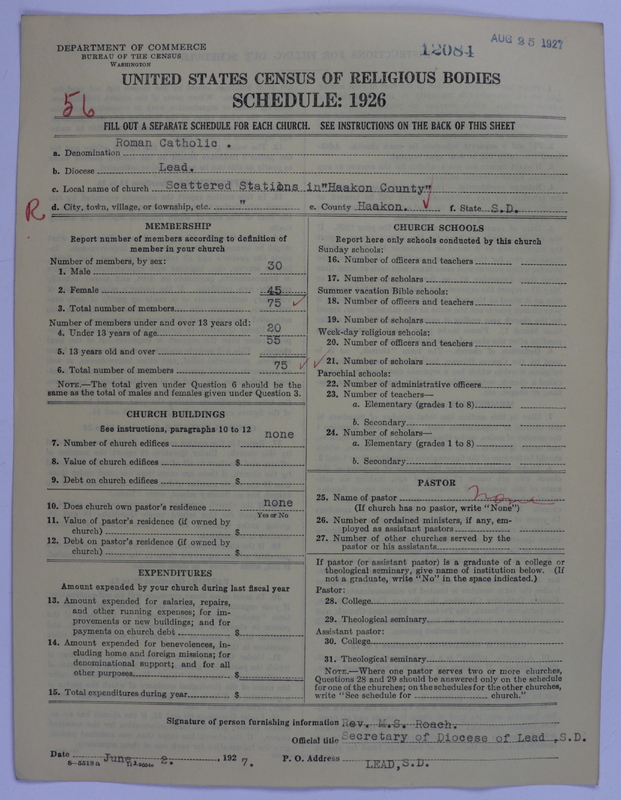 DEPARTMENT OF COMMERCE
BUREAU OF THE CENSUS
WASHINGTON
12084
AUG 25 1927
UNITED STATES CENSUS OF RELIGIOUS BODIES
56
SCHEDULE: 1926
FILL OUT A SEPARATE SCHEDULE FOR EACH CHURCH. SEE INSTRUCTIONS ON THE BACK OF THIS SHEET
a. Denomination Roman Catholic .
b. Diocese Lead.
c. Local name of church Scattered Stations in"Haakon County"
R
d. City, town, village, or township, etc. " e. County Haakon. f. State S.D.
MEMBERSHIP
Report number of members according to definition of
member in your church
Number of members, by sex:
1. Male 30
2. Female 45
3. Total number of members 75
Number of members under and over 13 years old:
4. Under 13 years of age 20
5. 13 years old and over 55
6. Total number of members 75
NOTE.—The total given under Question 6 should be the
same as the total of males and females given under Question 3.
CHURCH BUILDINGS
See instructions, paragraphs 10 to 12
7. Number of church edifices none
8. Value of church edifices $
9. Debt on church edifices $
10. Does church own pastor's residence none
Yes or No
11. Value of pastor's residence (if owned by
church) $
12. Debt on pastor's residence (if owned by
church) $
EXPENDITURES
Amount expended by your church during last fiscal year
13. Amount expended for salaries, repairs,
and other running expenses; for im-
provements or new buildings; and for
payments on church debt $
14. Amount expended for benevolences, in-
cluding home and foreign missions; for
denominational support; and for all
other purposes $
15. Total expenditures during year $
CHURCH SCHOOLS
Report here only schools conducted by this church
Sunday schools:
16. Number of officers and teachers
17. Number of scholars
Summer vacation Bible schools:
18. Number of officers and teachers
19. Number of scholars
Week-day religious schools:
20. Number of officers and teachers
21. Number of scholars
Parochial schools:
22. Number of administrative officers
23. Number of teachers—
a. Elementary (grades 1 to 8)
b. Secondary
24. Number of scholars—
a. Elementary (grades 1 to 8)
b. Secondary
PASTOR
25. Name of pastor None
(If church has no pastor, write "None")
26. Number of ordained ministers, if any, em-
ployed as assistant pastors
27. Number of other churches served by the
pastor or his assistants
If pastor (or assistant pastor) is a graduate of a college or
theological seminary, give name of institution below. (If
not a graduate, write "No" in the space indicated.)
Pastor:
28. College
29. Theological seminary
Assistant pastor:
30. College
31. Theological seminary
NOTE.—Where one pastor serves two or more churches,
Questions 28 and 29 should be answered only on the schedule
for one of the churches; on the schedules for the other churches,
write "See schedule for church."
Signature of person furnishing information Rev. M.S. Roach.
Official title Secretary of Diocese of Lead ,S.D.
Date June 2. , 1927. P. O. Address LEAD,S.D.
8-5518a